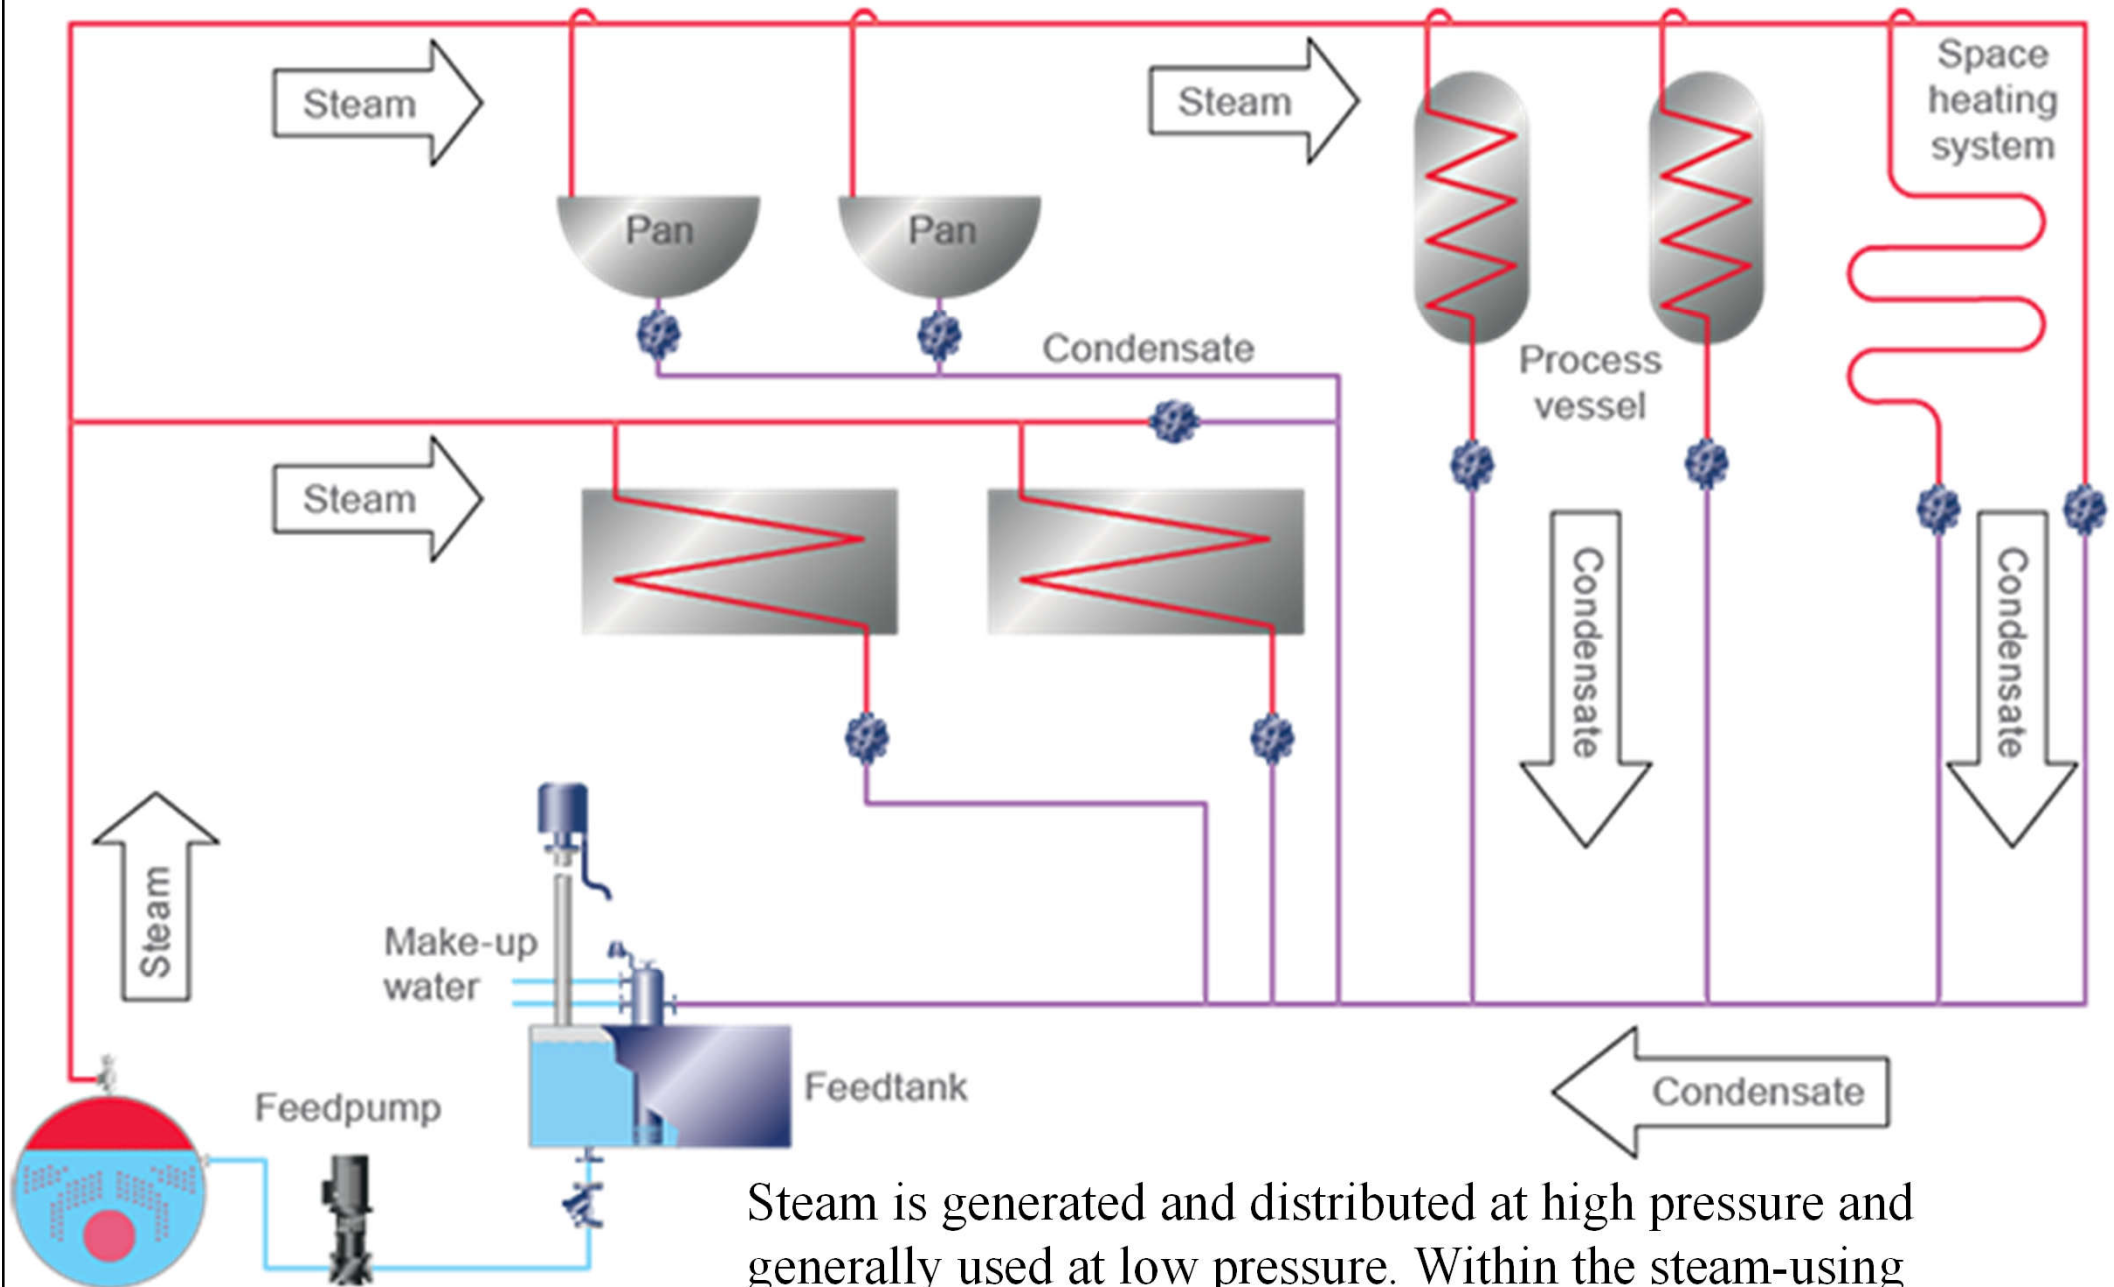 Steam
Steam
Space
heating
system
Pan
Pan
Condensate
Process
vessel
Steam
Condensate
Condensate
Steam
Make-up
water
Feedtank
Feedpump
Condensate
Steam is generated and distributed at high pressure and
generally used at low pressure. Within the steam-using